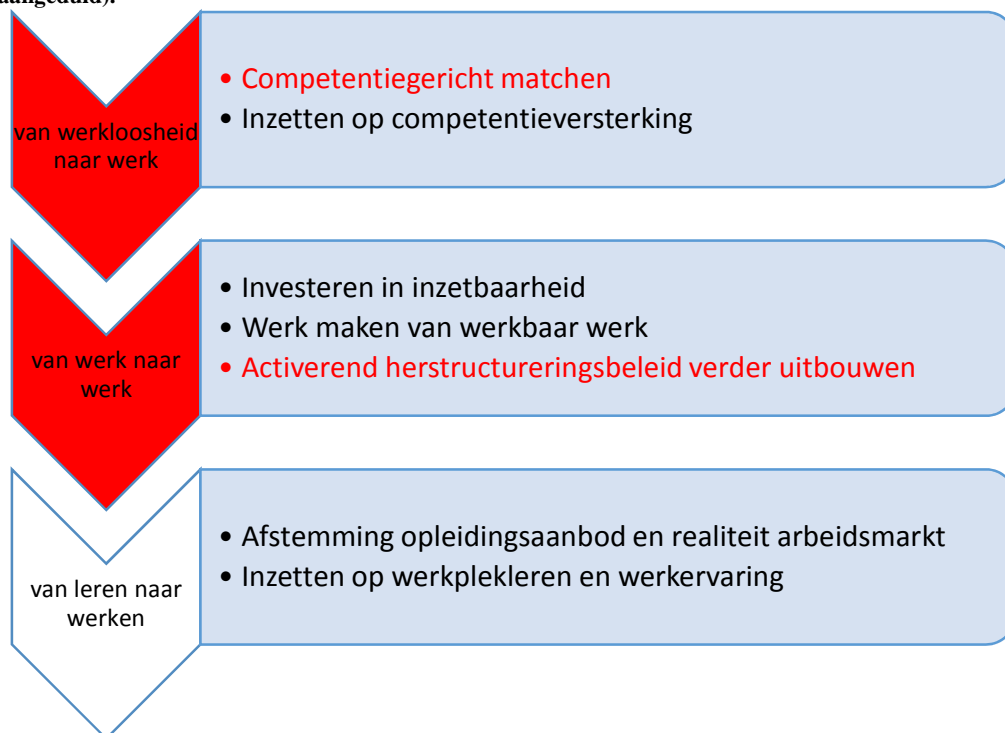 aangeduid).
van werkloosheid
naar werk
• Competentiegericht matchen
• Inzetten op competentieversterking
van werk naar
werk
• Investeren in inzetbaarheid
• Werk maken van werkbaar werk
• Activerend herstructureringsbeleid verder uitbouwen
van leren naar
werken
• Afstemming opleidingsaanbod en realiteit arbeidsmarkt
• Inzetten op werkplekleren en werkervaring